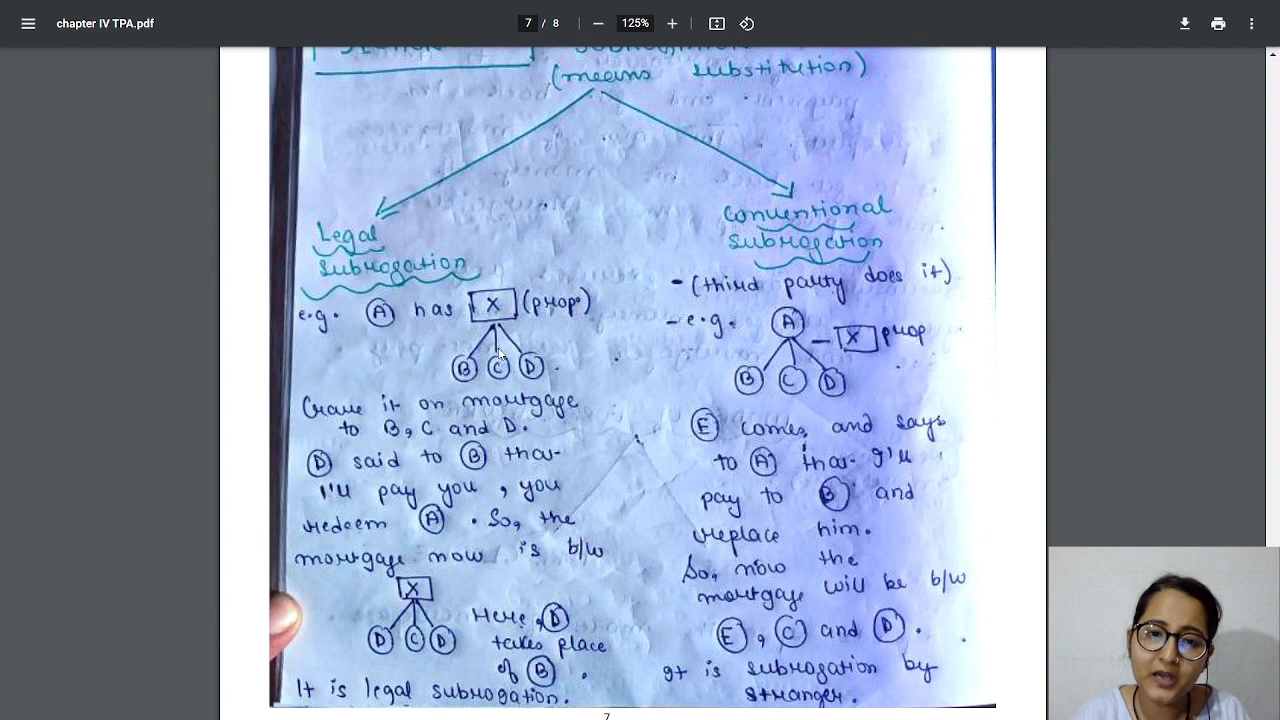 chapter IV TPA.pdf
7 / 8
125%
(means substitution)
Legal
subrogation
e.g. A has X (prop)
B C D
Gave it on mortgage
to B, C and D.
D said to B that
I'll pay you, you
redeem A. So, the
mortgage now is b/w
X
D C D
Here, D
takes place
of B.
It is legal subrogation.
Conventional
subrogation
- (third party does it)
- e.g. A - X prop
B C D
E comes and says
to A that I'll
pay to B and
replace him.
So, now the
mortgage will be b/w
E, C and D.
It is subrogation by
stranger.
7